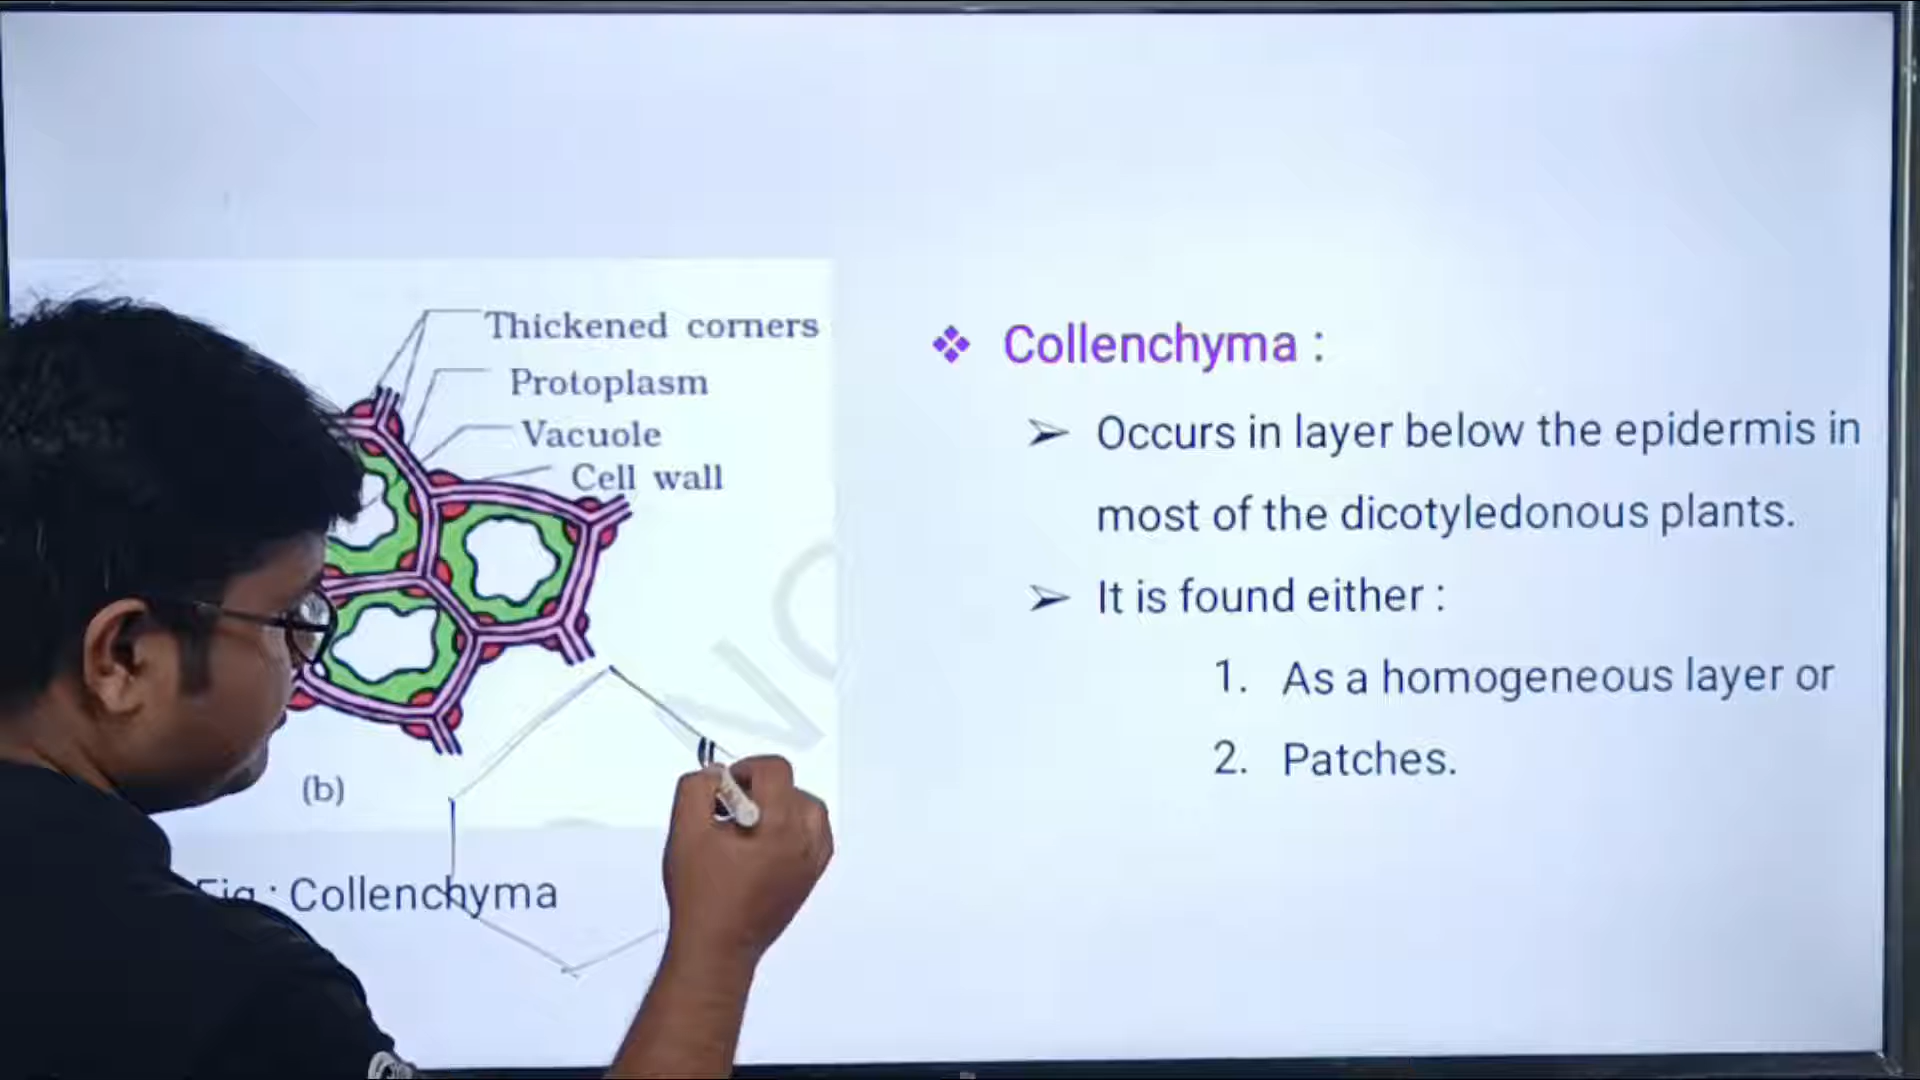 Thickened corners
Protoplasm
Vacuole
Cell wall
(b)
Fig : Collenchyma
❖ Collenchyma :
➢ Occurs in layer below the epidermis in
most of the dicotyledonous plants.
➢ It is found either :
1. As a homogeneous layer or
2. Patches.